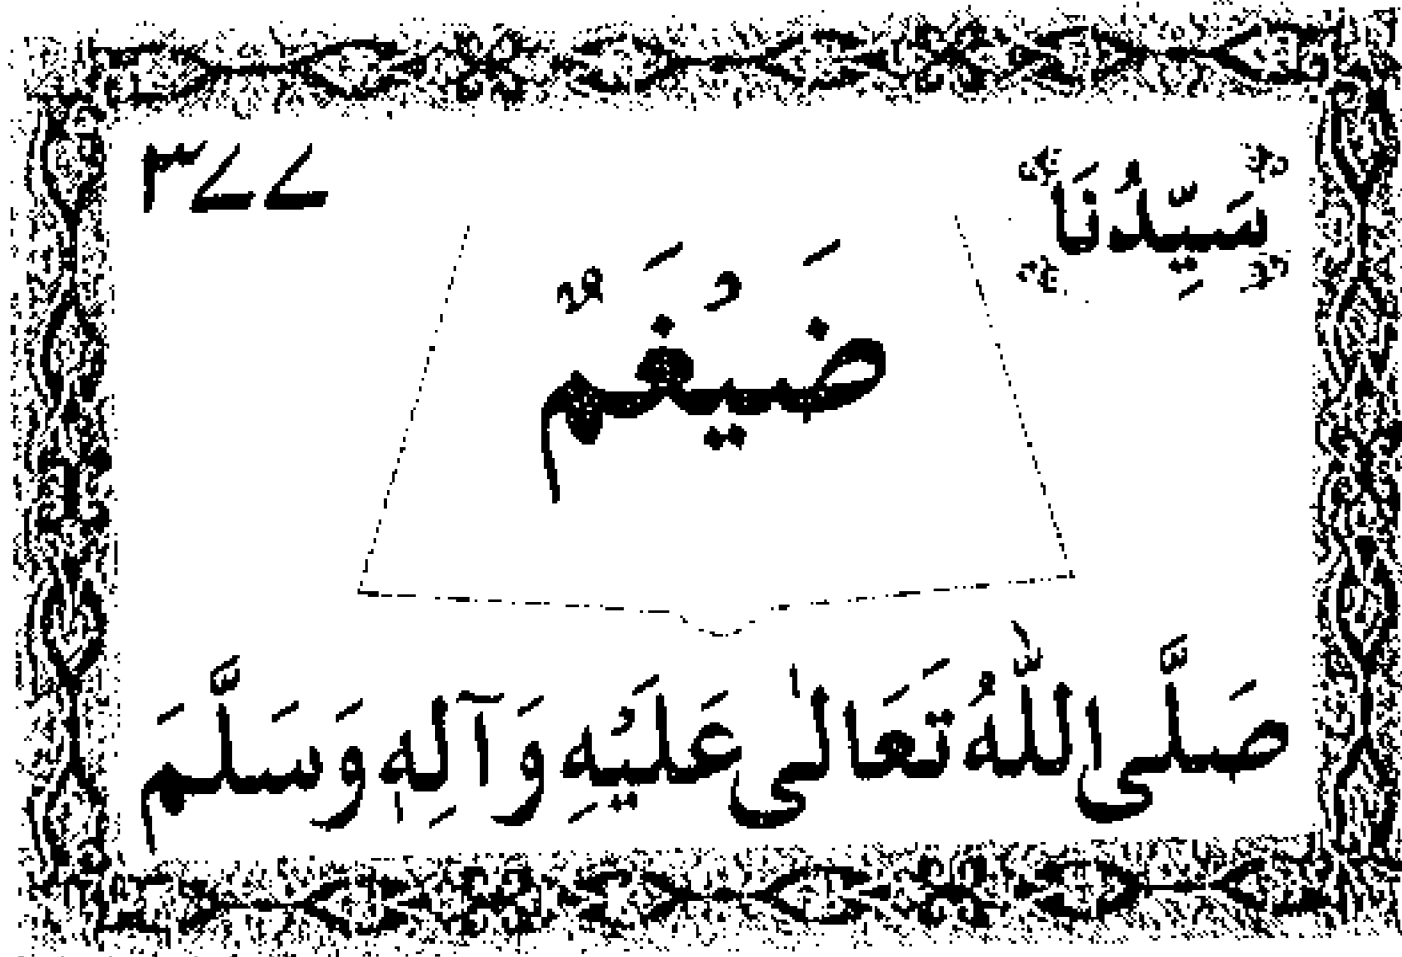 سَيِّدُنَا ۳۷۷
ضَيْغَمٌ
صَلَّى اللّٰهُ تَعَالٰى عَلَيْهِ وَآلِهٖ وَسَلَّمَ